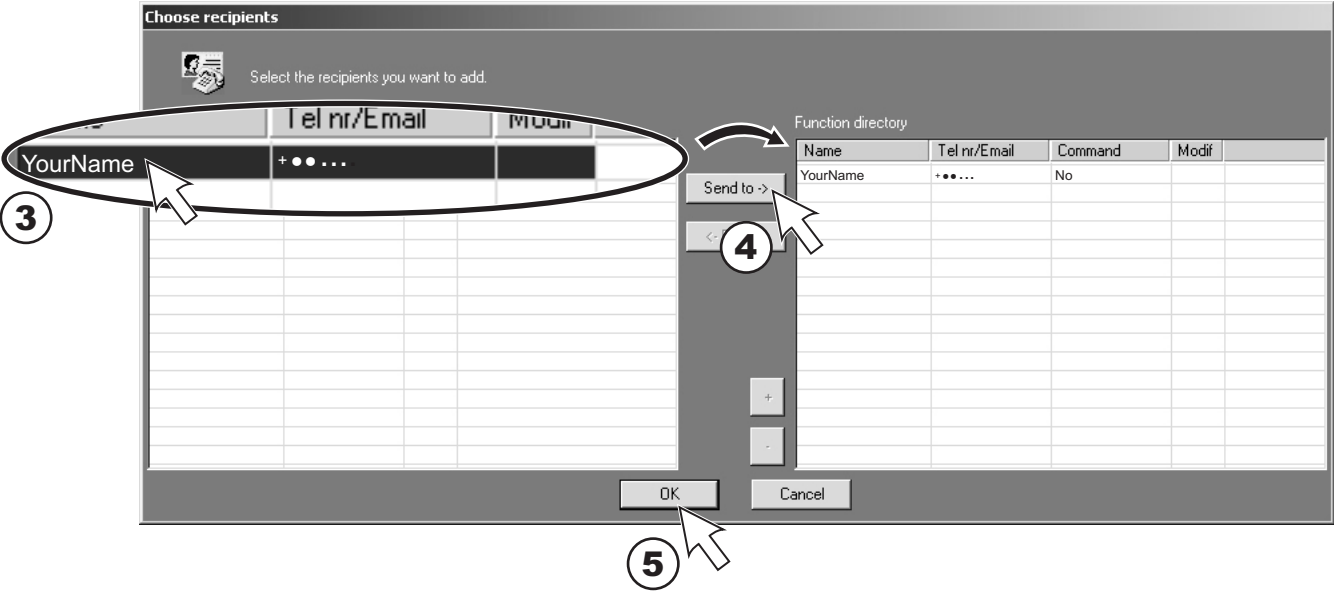 Choose recipients
Select the recipients you want to add.
Tel nr/Email
YourName +●●...
3
Send to ->
<-
4
Function directory
Name Tel nr/Email Command Modif
YourName +●●... No
+
-
OK Cancel
5